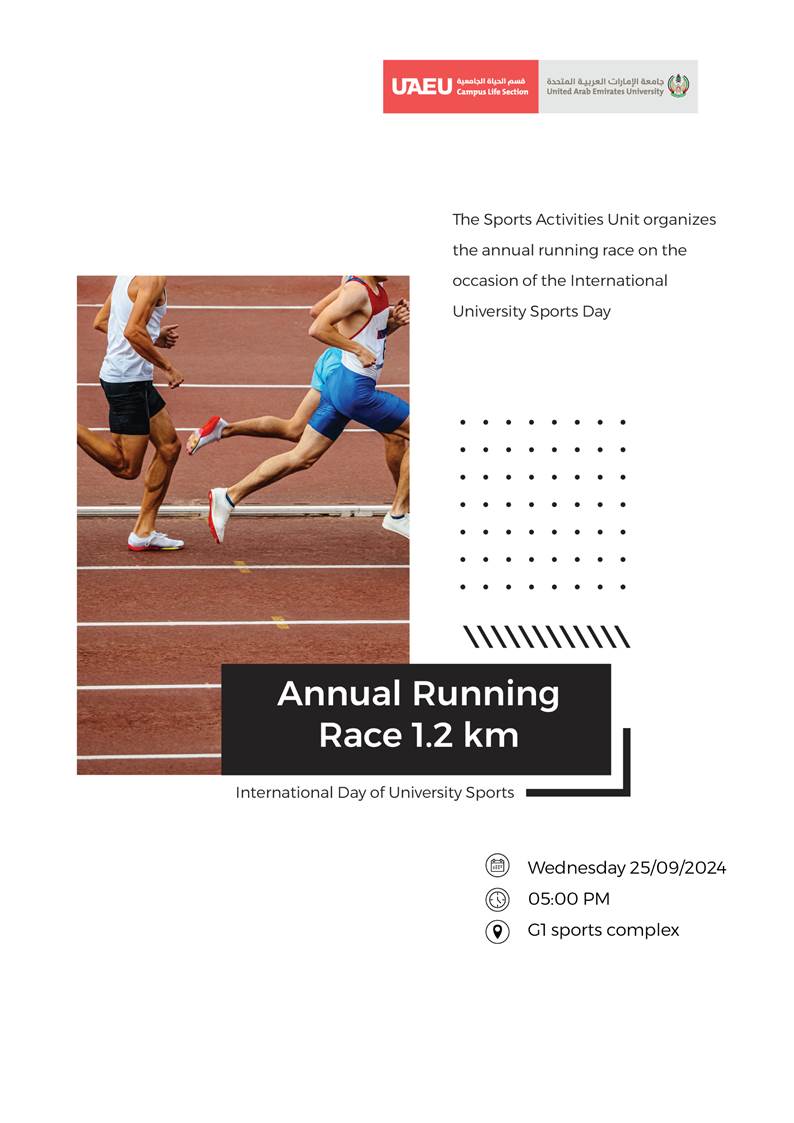 UAEU
قسم الحياة الجامعية
Campus Life Section
جامعة الإمارات العربية المتحدة
United Arab Emirates University
The Sports Activities Unit organizes
the annual running race on the
occasion of the International
University Sports Day
Annual Running
Race 1.2 km
International Day of University Sports
Wednesday 25/09/2024
05:00 PM
G1 sports complex